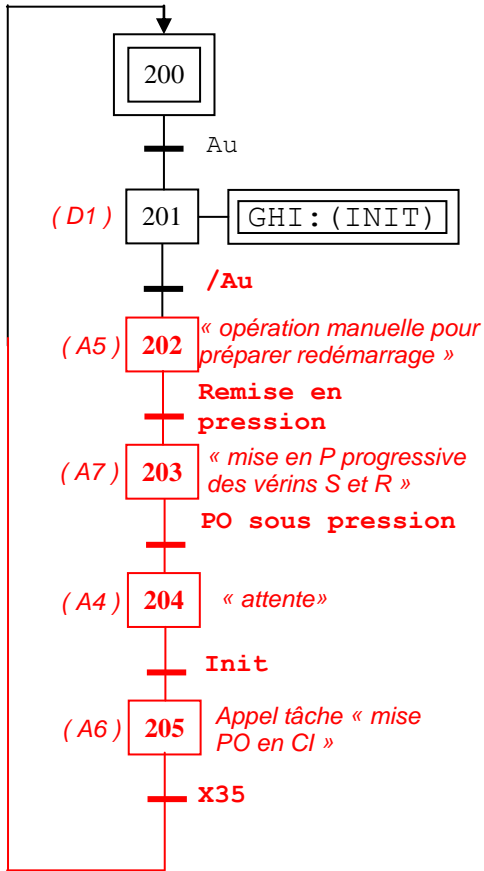 200
Au
( D1 ) 201 GHI:(INIT)
/Au
( A5 ) 202 « opération manuelle pour
préparer redémarrage »
Remise en
pression
( A7 ) 203 « mise en P progressive
des vérins S et R »
PO sous pression
( A4 ) 204 « attente»
Init
( A6 ) 205 Appel tâche « mise
PO en CI »
X35